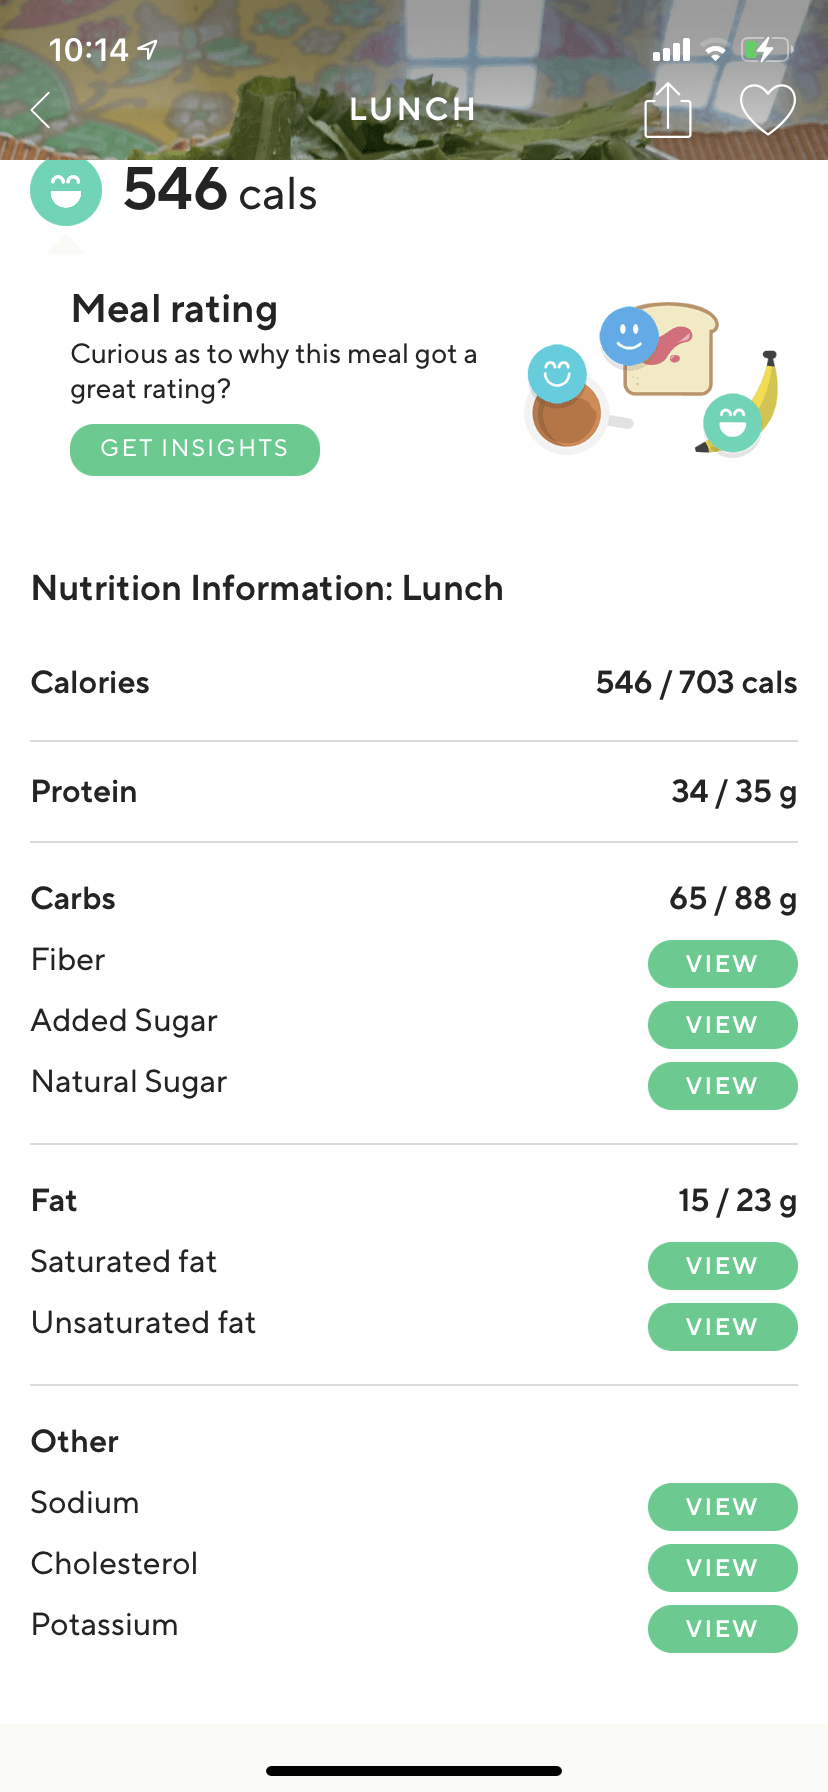 10:14
LUNCH
546 cals
Meal rating
Curious as to why this meal got a
great rating?
GET INSIGHTS
Nutrition Information: Lunch
Calories 546 / 703 cals
Protein 34 / 35 g
Carbs 65 / 88 g
Fiber VIEW
Added Sugar VIEW
Natural Sugar VIEW
Fat 15 / 23 g
Saturated fat VIEW
Unsaturated fat VIEW
Other
Sodium VIEW
Cholesterol VIEW
Potassium VIEW